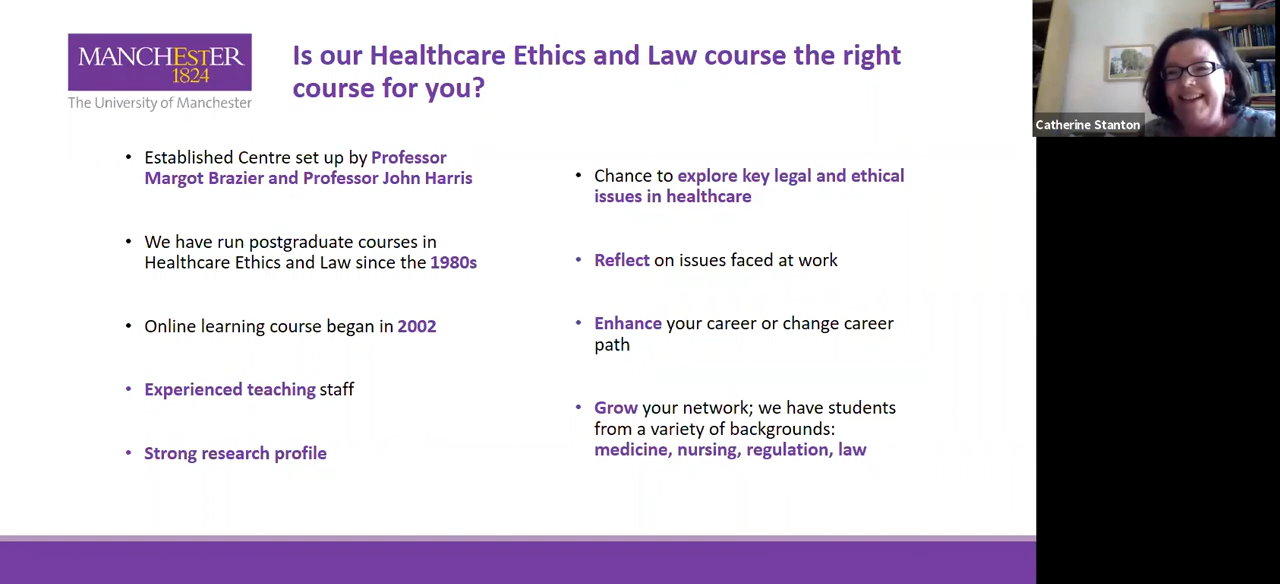 MANCHESTER
1824
The University of Manchester
Is our Healthcare Ethics and Law course the right
course for you?
• Established Centre set up by Professor
Margot Brazier and Professor John Harris
• We have run postgraduate courses in
Healthcare Ethics and Law since the 1980s
• Online learning course began in 2002
• Experienced teaching staff
• Strong research profile
• Chance to explore key legal and ethical
issues in healthcare
• Reflect on issues faced at work
• Enhance your career or change career
path
• Grow your network; we have students
from a variety of backgrounds:
medicine, nursing, regulation, law
Catherine Stanton